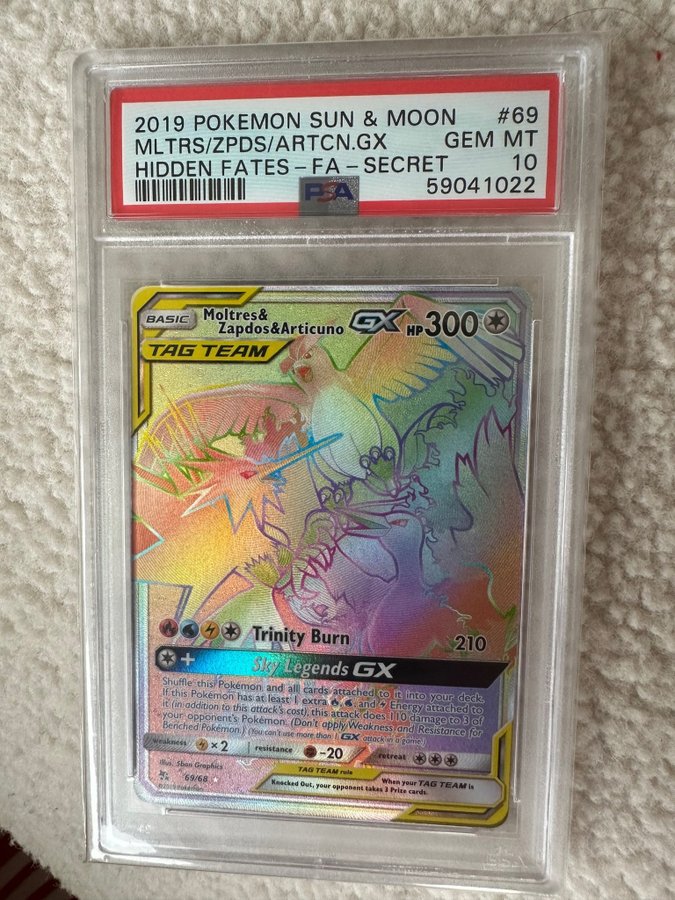 2019 POKEMON SUN & MOON #69
MLTRS/ZPDS/ARTCN.GX GEM MT
HIDDEN FATES-FA-SECRET 10
59041022
PSA
BASIC Moltres&
Zapdos&Articuno GX HP300
TAG TEAM
Trinity Burn 210
+ Sky Legends GX
Shuffle this Pokémon and all cards attached to it into your deck.
If this Pokémon has at least 1 extra , , and Energy attached to
it (in addition to this attack's cost), this attack does 110 damage to 3 of
your opponent's Pokémon. (Don't apply Weakness and Resistance for
Benched Pokémon.) (You can't use more than 1 GX attack in a game.)
weakness ×2 resistance -20 retreat
Illus. 5ban Graphics
TAG TEAM rule
When your TAG TEAM is
Knocked Out, your opponent takes 3 Prize cards.
69/68